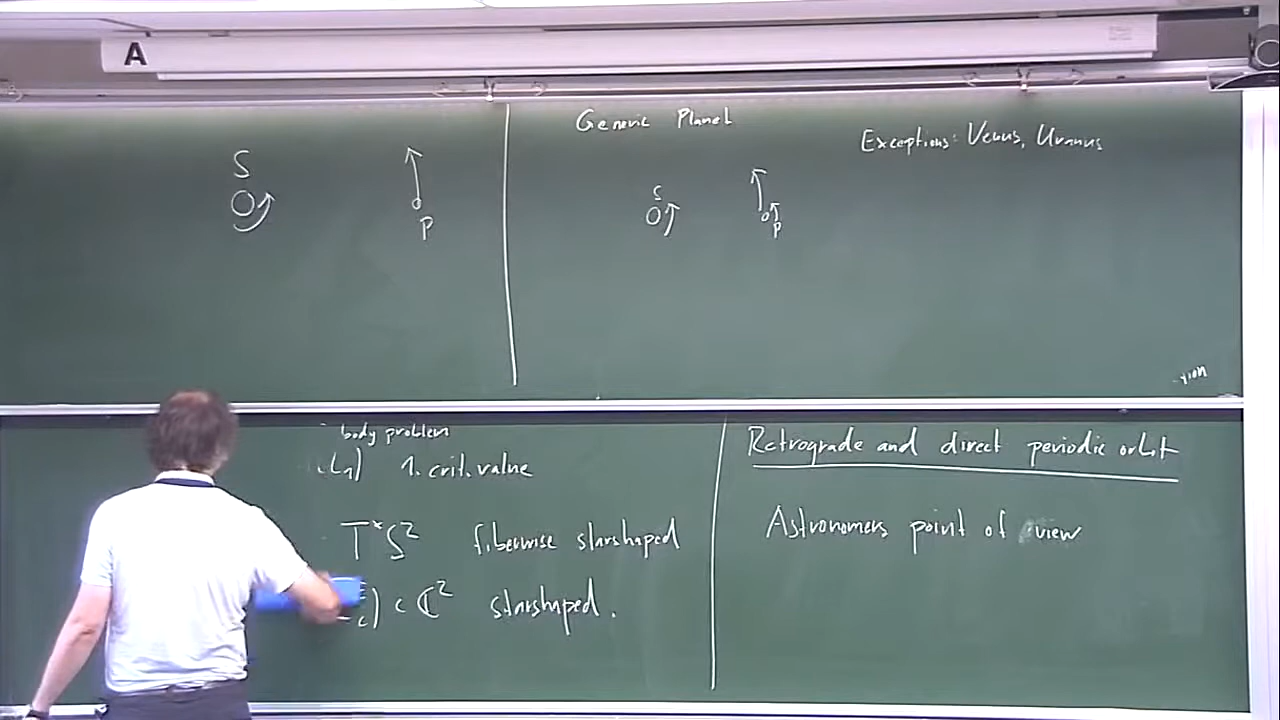 A
S
P
Generic Planet
S
P
Exceptions: Venus, Uranus
body problem
1. crit. value
T*S² fiberwise starshaped
c) ⊂ ℂ² starshaped.
Retrograde and direct periodic orbit
Astronomers point of view